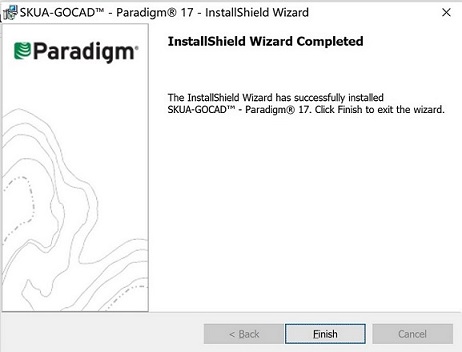 SKUA-GOCAD™ - Paradigm® 17 - InstallShield Wizard
Paradigm®
InstallShield Wizard Completed
The InstallShield Wizard has successfully installed
SKUA-GOCAD™ - Paradigm® 17. Click Finish to exit the wizard.
< Back
Finish
Cancel